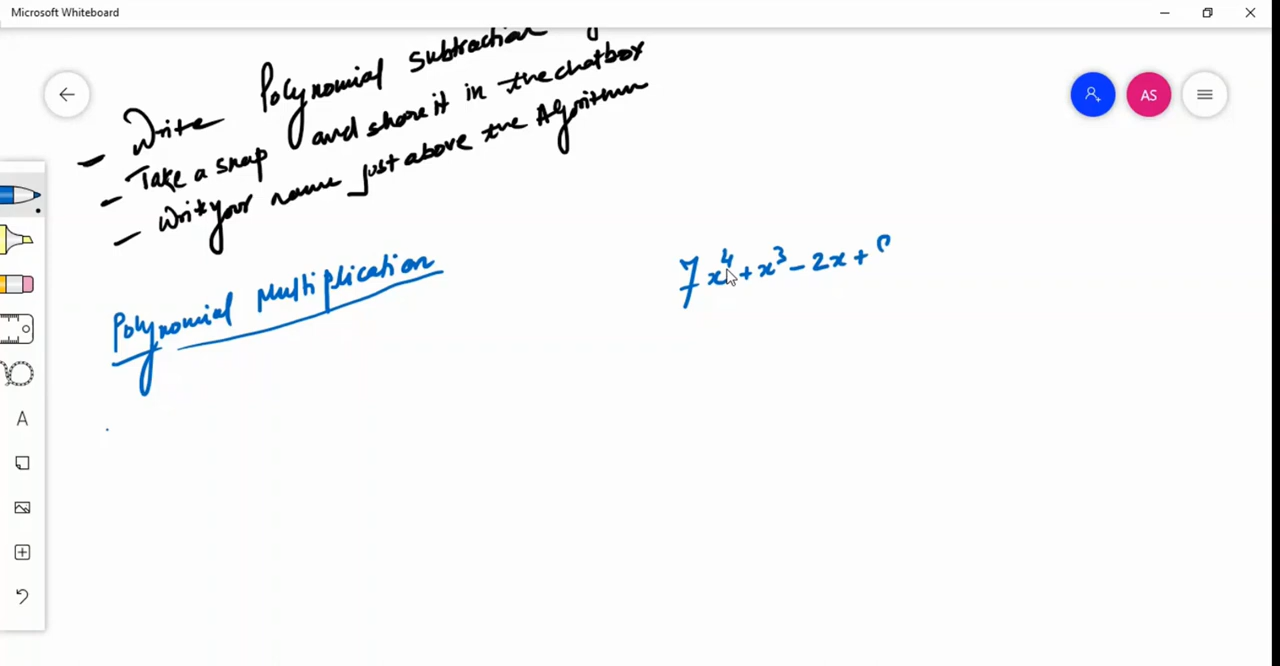 Microsoft Whiteboard
Polynomial Subtraction
- Write
- Take a snap and share it in the chatbox
- Write your name just above the Algorithm
AS
Polynomial Multiplication
7x⁴+x³-2x+
A